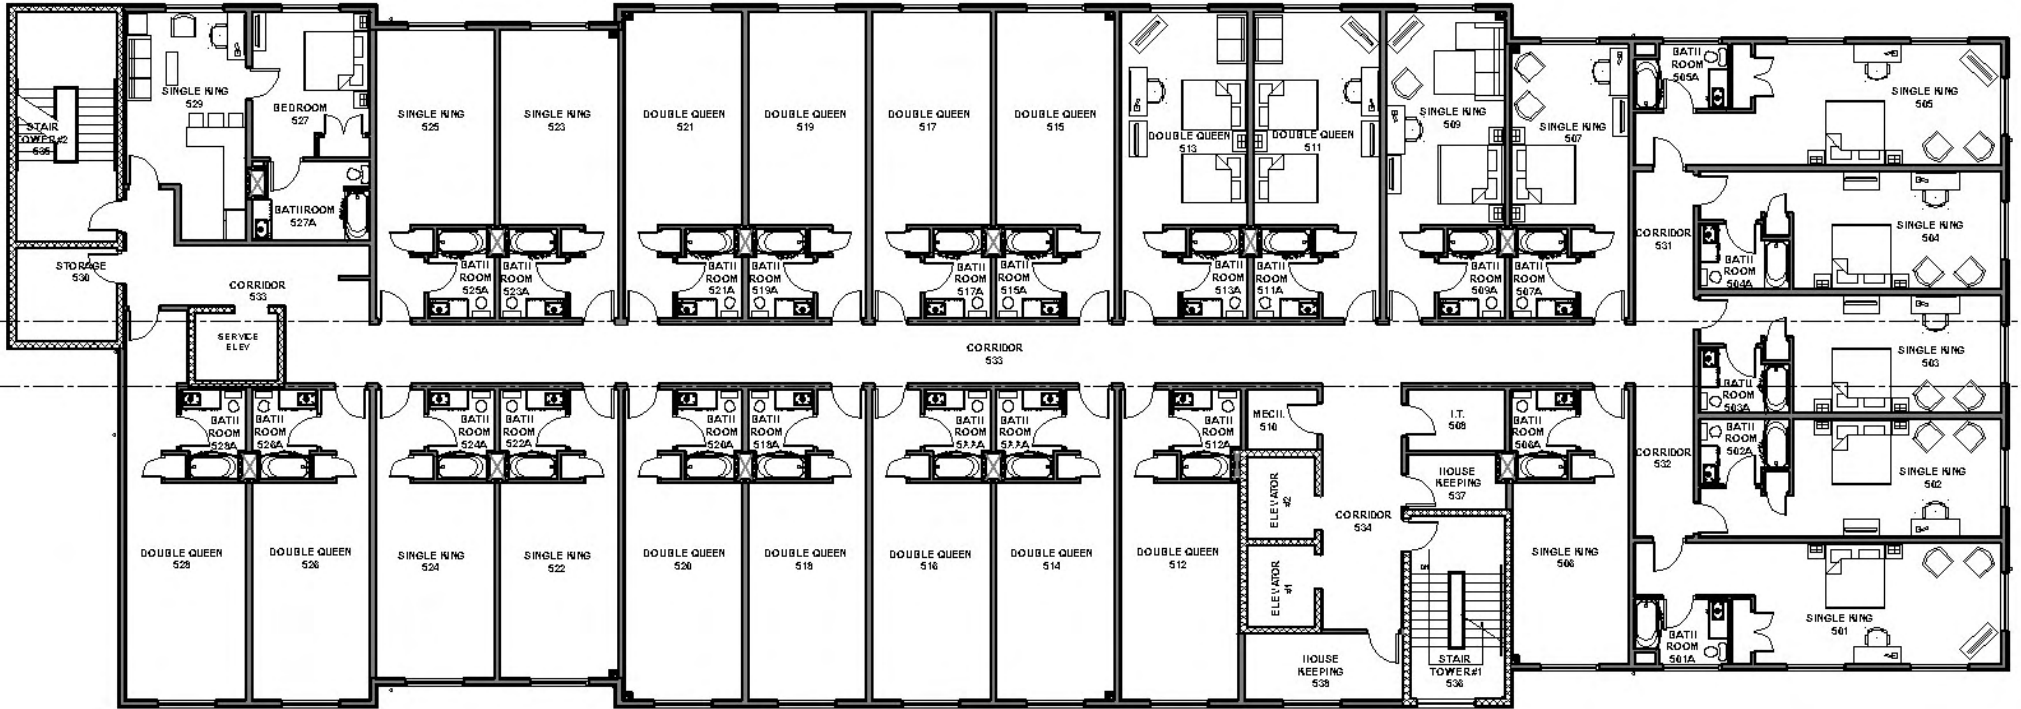 STAIR
TOWER#2
535
SINGLE KING
529
BEDROOM
527
BATHROOM
527A
STORAGE
530
CORRIDOR
533
SERVICE
ELEV
SINGLE KING
525
SINGLE KING
523
DOUBLE QUEEN
521
DOUBLE QUEEN
519
DOUBLE QUEEN
517
DOUBLE QUEEN
515
DOUBLE QUEEN
513
DOUBLE QUEEN
511
SINGLE KING
509
SINGLE KING
507
BATH
ROOM
505A
SINGLE KING
505
BATH
ROOM
525A
BATH
ROOM
523A
BATH
ROOM
521A
BATH
ROOM
519A
BATH
ROOM
517A
BATH
ROOM
515A
BATH
ROOM
513A
BATH
ROOM
511A
BATH
ROOM
509A
BATH
ROOM
507A
CORRIDOR
531
SINGLE KING
504
BATH
ROOM
504A
CORRIDOR
533
SINGLE KING
503
BATH
ROOM
503A
BATH
ROOM
528A
BATH
ROOM
526A
BATH
ROOM
524A
BATH
ROOM
522A
BATH
ROOM
520A
BATH
ROOM
518A
BATH
ROOM
BATH
ROOM
BATH
ROOM
512A
MECH.
510
I.T.
508
BATH
ROOM
506A
CORRIDOR
532
BATH
ROOM
502A
SINGLE KING
502
HOUSE
KEEPING
537
ELEVATOR
#2
CORRIDOR
534
ELEVATOR
#1
DOUBLE QUEEN
528
DOUBLE QUEEN
526
SINGLE KING
524
SINGLE KING
522
DOUBLE QUEEN
520
DOUBLE QUEEN
518
DOUBLE QUEEN
516
DOUBLE QUEEN
514
DOUBLE QUEEN
512
SINGLE KING
506
DN
HOUSE
KEEPING
538
STAIR
TOWER#1
536
BATH
ROOM
501A
SINGLE KING
501